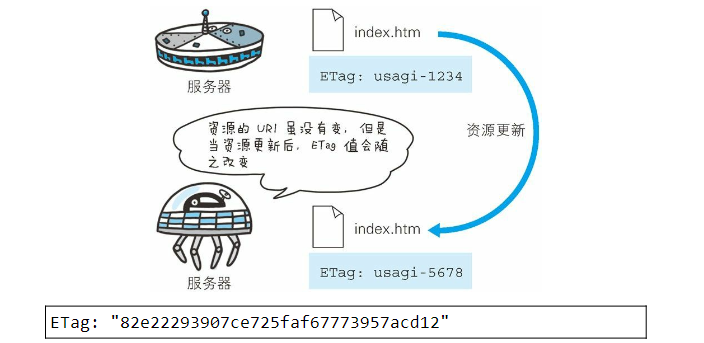 index.htm
ETag: usagi-1234
服务器
资源更新
资源的 URI 虽没有变，但是
当资源更新后，ETag 值会随
之改变
index.htm
ETag: usagi-5678
服务器
ETag: "82e22293907ce725faf67773957acd12"